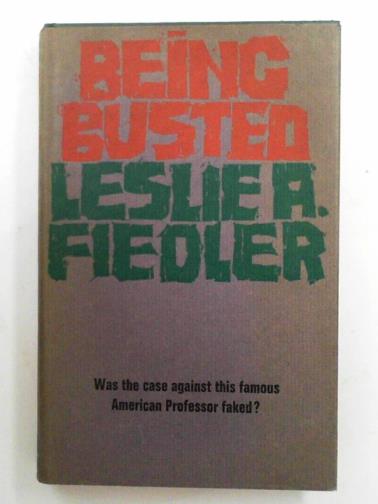 BEING
BUSTED
LESLIE A.
FIEDLER
Was the case against this famous
American Professor faked?